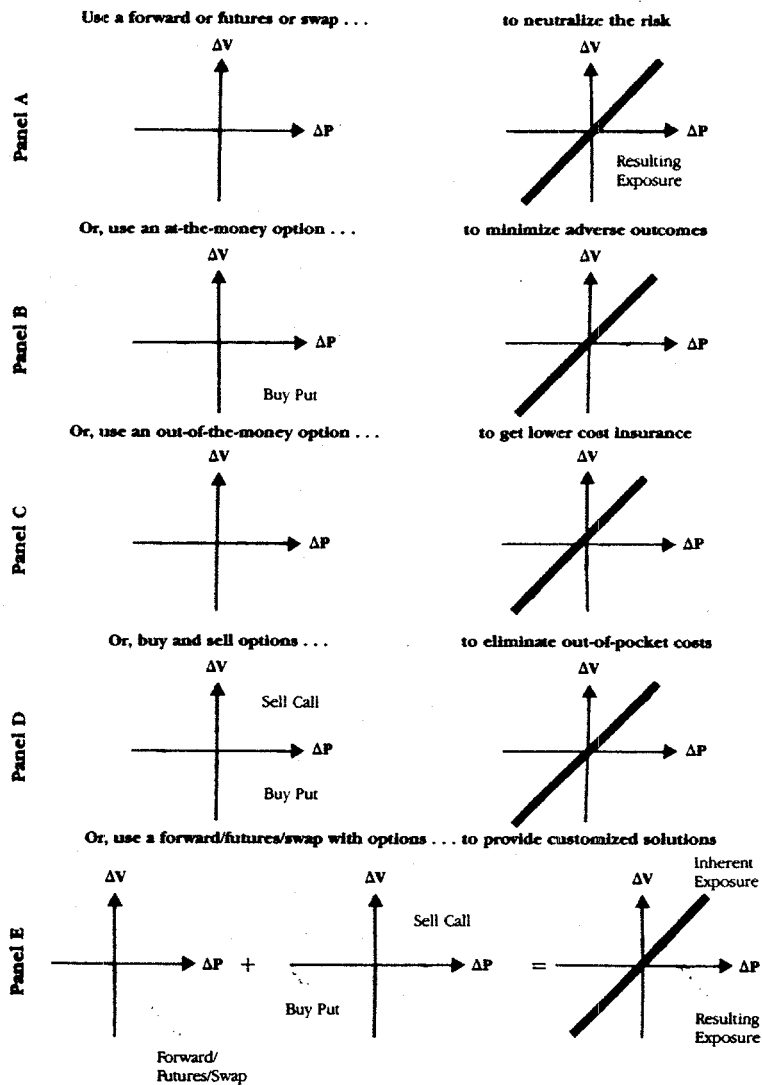 Use a forward or futures or swap . . . to neutralize the risk
ΔV ΔV
Panel A
ΔP ΔP
Resulting
Exposure
Or, use an at-the-money option . . . to minimize adverse outcomes
ΔV ΔV
Panel B
ΔP ΔP
Buy Put
Or, use an out-of-the-money option . . . to get lower cost insurance
ΔV ΔV
Panel C
ΔP ΔP
Or, buy and sell options . . . to eliminate out-of-pocket costs
ΔV ΔV
Sell Call
Panel D
ΔP ΔP
Buy Put
Or, use a forward/futures/swap with options . . . to provide customized solutions
Inherent
Exposure
ΔV ΔV ΔV
Sell Call
Panel E
ΔP + ΔP = ΔP
Buy Put
Resulting
Exposure
Forward/
Futures/Swap